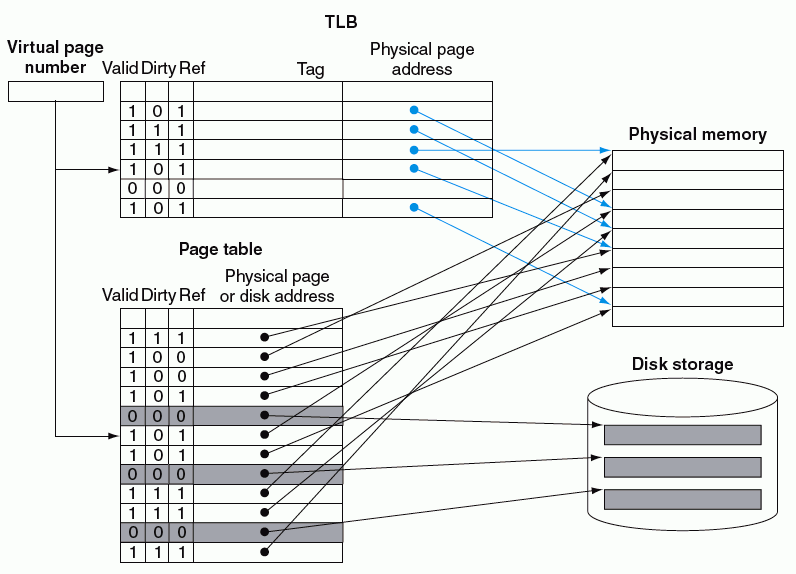 TLB
Virtual page
number
Valid Dirty Ref
Tag
Physical page
address
1 0 1
1 1 1
1 1 1
1 0 1
0 0 0
1 0 1
Physical memory
Page table
Valid Dirty Ref
Physical page
or disk address
1 1 1
1 0 0
1 0 0
1 0 1
0 0 0
1 0 1
1 0 1
0 0 0
1 1 1
1 1 1
0 0 0
1 1 1
Disk storage